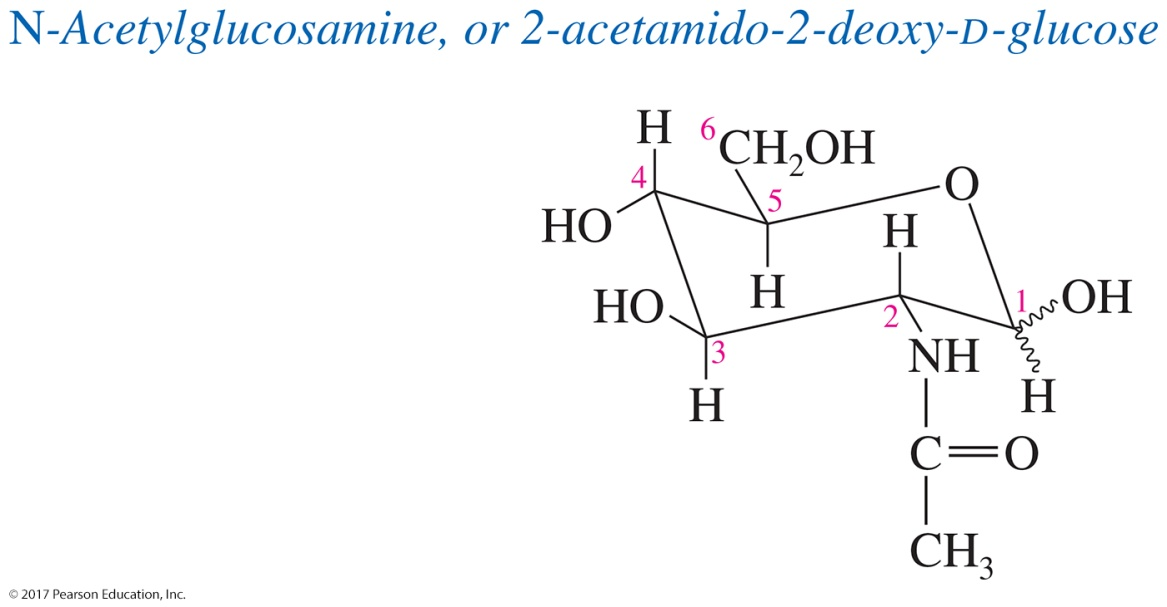 N-Acetylglucosamine, or 2-acetamido-2-deoxy-D-glucose
H
6
CH₂OH
4
5
O
HO
H
H
HO
1
OH
2
3
NH
H
H
C=O
CH₃
© 2017 Pearson Education, Inc.